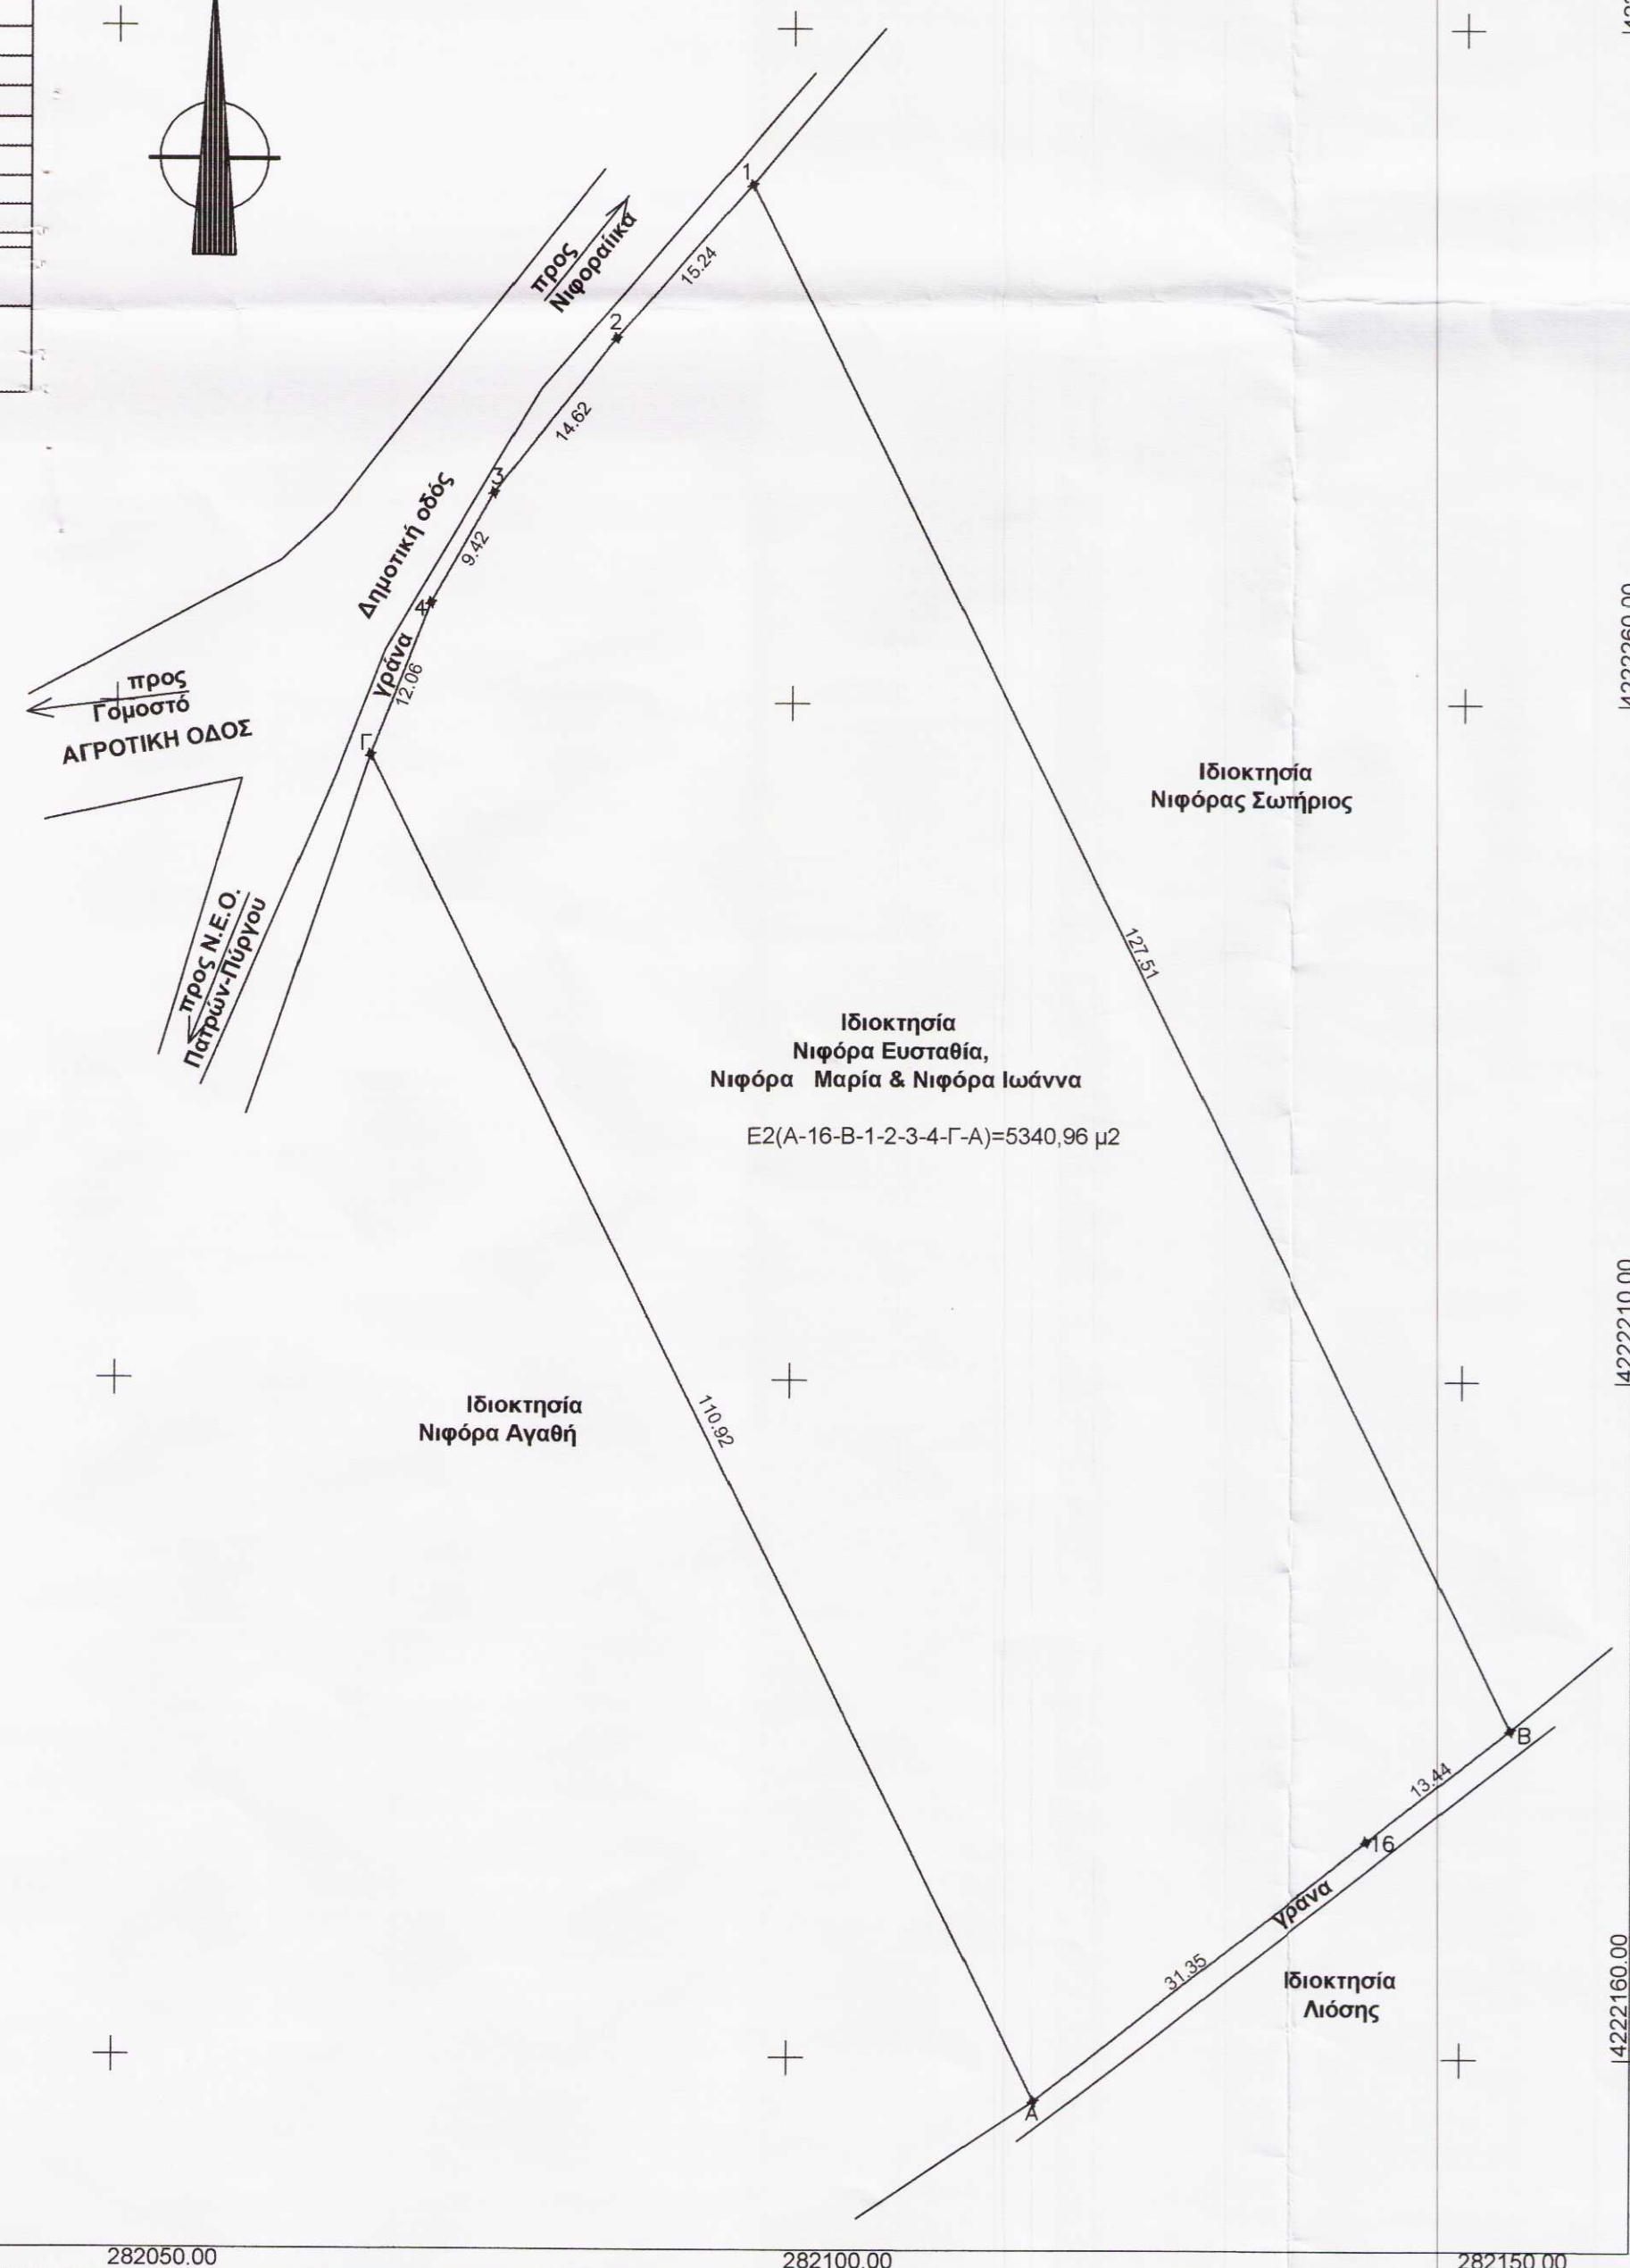 1
15.24
προς
Νιφοραίικα
2
14.62
3
9.42
Δημοτική οδός
4
γράνα
12.06
προς
Γομοστό
ΑΓΡΟΤΙΚΗ ΟΔΟΣ
Γ
4222260.00
Ιδιοκτησία
Νιφόρας Σωτήριος
προς Ν.Ε.Ο.
Πατρών-Πύργου
127.51
Ιδιοκτησία
Νιφόρα Ευσταθία,
Νιφόρα Μαρία & Νιφόρα Ιωάννα
Ε2(Α-16-Β-1-2-3-4-Γ-Α)=5340,96 μ2
4222210.00
Ιδιοκτησία
Νιφόρα Αγαθή
110.92
Β
13.44
16
γράνα
31.35
Ιδιοκτησία
Λιόσης
4222160.00
Α
282050.00
282100.00
282150.00